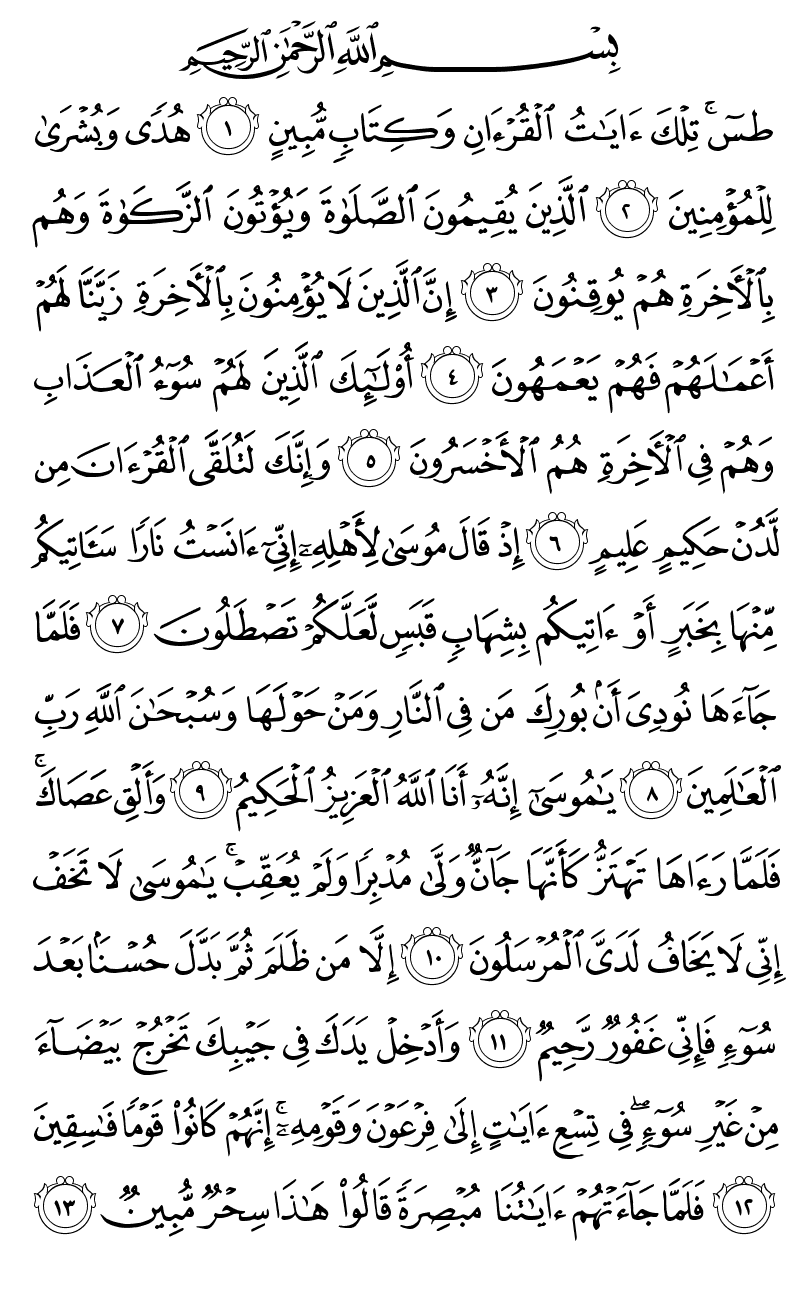 بِسْمِ ٱللَّهِ ٱلرَّحْمَٰنِ ٱلرَّحِيمِ
طسٓ ۚ تِلْكَ ءَايَٰتُ ٱلْقُرْءَانِ وَكِتَابٖ مُّبِينٍ ١ هُدٗى وَبُشْرَىٰ
لِلْمُؤْمِنِينَ ٢ ٱلَّذِينَ يُقِيمُونَ ٱلصَّلَوٰةَ وَيُؤْتُونَ ٱلزَّكَوٰةَ وَهُم
بِٱلْأٓخِرَةِ هُمْ يُوقِنُونَ ٣ إِنَّ ٱلَّذِينَ لَا يُؤْمِنُونَ بِٱلْأٓخِرَةِ زَيَّنَّا لَهُمْ
أَعْمَٰلَهُمْ فَهُمْ يَعْمَهُونَ ٤ أُوْلَٰٓئِكَ ٱلَّذِينَ لَهُمْ سُوٓءُ ٱلْعَذَابِ
وَهُمْ فِي ٱلْأٓخِرَةِ هُمُ ٱلْأَخْسَرُونَ ٥ وَإِنَّكَ لَتُلَقَّى ٱلْقُرْءَانَ مِن
لَّدُنْ حَكِيمٍ عَلِيمٍ ٦ إِذْ قَالَ مُوسَىٰ لِأَهْلِهِۦٓ إِنِّيٓ ءَانَسْتُ نَارٗا سَـَٔاتِيكُم
مِّنْهَا بِخَبَرٍ أَوْ ءَاتِيكُم بِشِهَابٖ قَبَسٖ لَّعَلَّكُمْ تَصْطَلُونَ ٧ فَلَمَّا
جَآءَهَا نُودِيَ أَنۢ بُورِكَ مَن فِي ٱلنَّارِ وَمَنْ حَوْلَهَا وَسُبْحَٰنَ ٱللَّهِ رَبِّ
ٱلْعَٰلَمِينَ ٨ يَٰمُوسَىٰٓ إِنَّهُۥٓ أَنَا ٱللَّهُ ٱلْعَزِيزُ ٱلْحَكِيمُ ٩ وَأَلْقِ عَصَاكَ ۚ
فَلَمَّا رَءَاهَا تَهْتَزُّ كَأَنَّهَا جَآنّٞ وَلَّىٰ مُدْبِرٗا وَلَمْ يُعَقِّبْ ۚ يَٰمُوسَىٰ لَا تَخَفْ
إِنِّي لَا يَخَافُ لَدَيَّ ٱلْمُرْسَلُونَ ١٠ إِلَّا مَن ظَلَمَ ثُمَّ بَدَّلَ حُسْنَۢا بَعْدَ
سُوٓءٖ فَإِنِّي غَفُورٞ رَّحِيمٞ ١١ وَأَدْخِلْ يَدَكَ فِي جَيْبِكَ تَخْرُجْ بَيْضَآءَ
مِنْ غَيْرِ سُوٓءٖ ۖ فِي تِسْعِ ءَايَٰتٍ إِلَىٰ فِرْعَوْنَ وَقَوْمِهِۦٓ ۚ إِنَّهُمْ كَانُواْ قَوْمٗا فَٰسِقِينَ
١٢ فَلَمَّا جَآءَتْهُمْ ءَايَٰتُنَا مُبْصِرَةٗ قَالُواْ هَٰذَا سِحْرٞ مُّبِينٞ ١٣